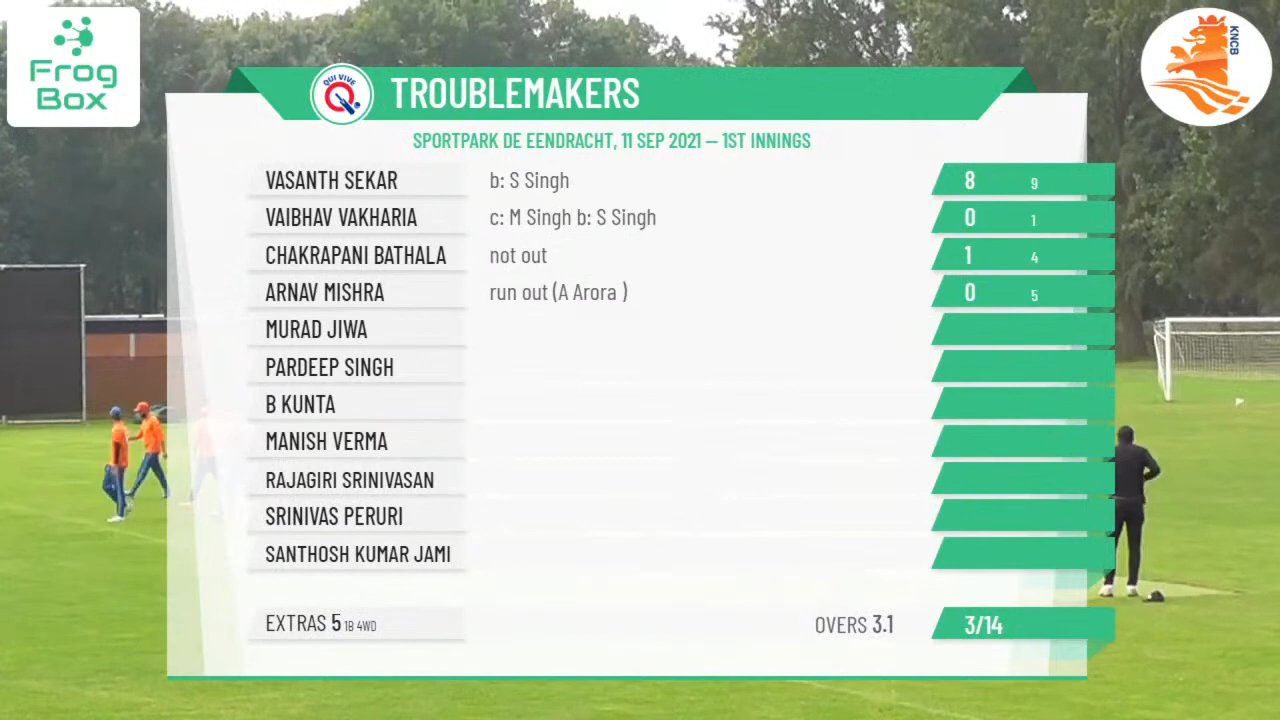 Frog
Box
QUI VIVE
TROUBLEMAKERS
KNCB
SPORTPARK DE EENDRACHT, 11 SEP 2021 – 1ST INNINGS
VASANTH SEKAR b: S Singh 8 9
VAIBHAV VAKHARIA c: M Singh b: S Singh 0 1
CHAKRAPANI BATHALA not out 1 4
ARNAV MISHRA run out (A Arora ) 0 5
MURAD JIWA
PARDEEP SINGH
B KUNTA
MANISH VERMA
RAJAGIRI SRINIVASAN
SRINIVAS PERURI
SANTHOSH KUMAR JAMI
EXTRAS 5 1B 4WD OVERS 3.1 3/14